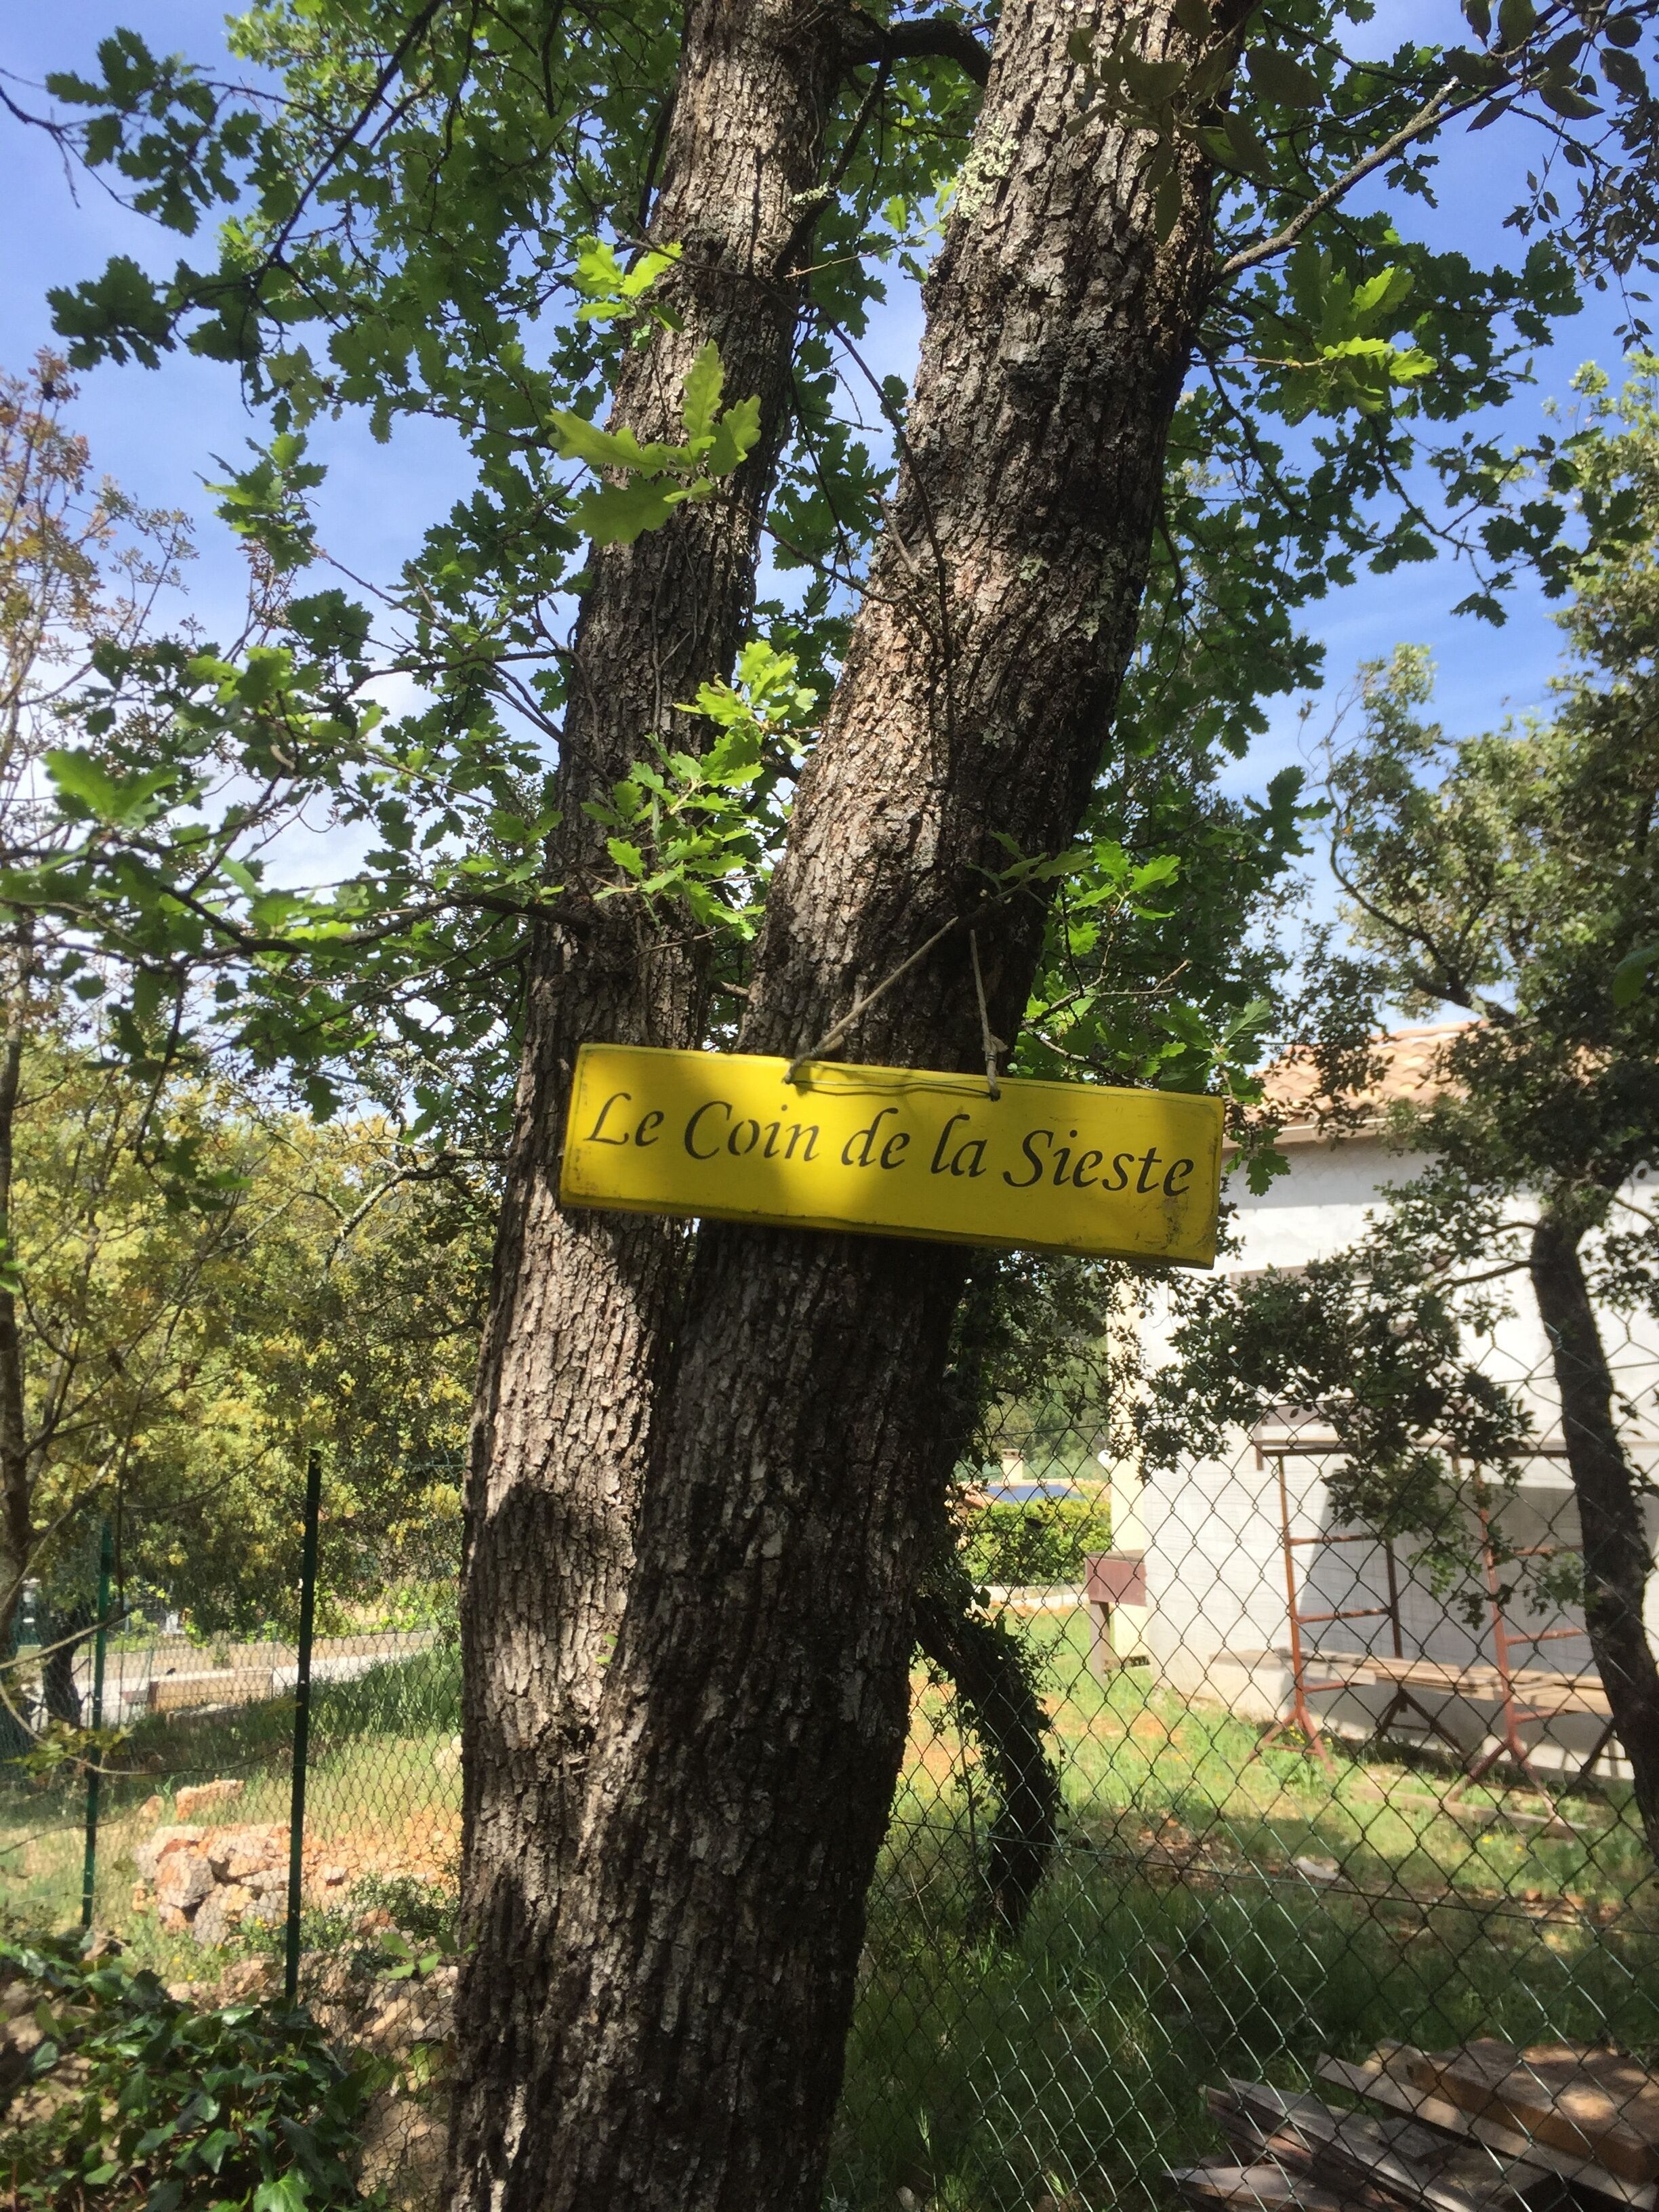 Le Coin de la Sieste